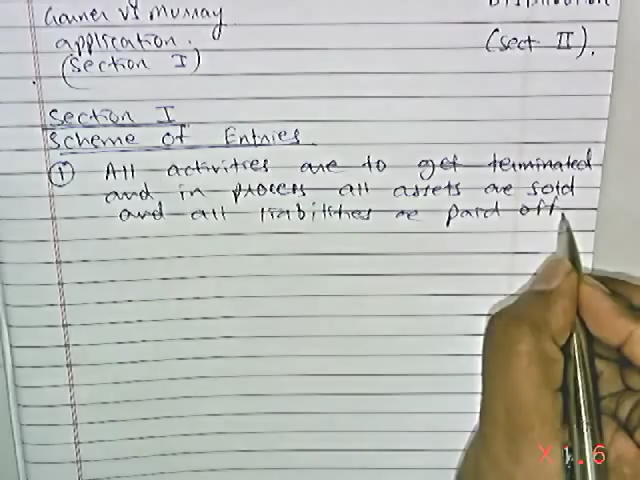 Garner vs Murray
application.
(Section I)
(Sect II).
Section I
Scheme of Entries
① All activities are to get terminated
and in process all assets are sold
and all liabilities are paid off
X1.6